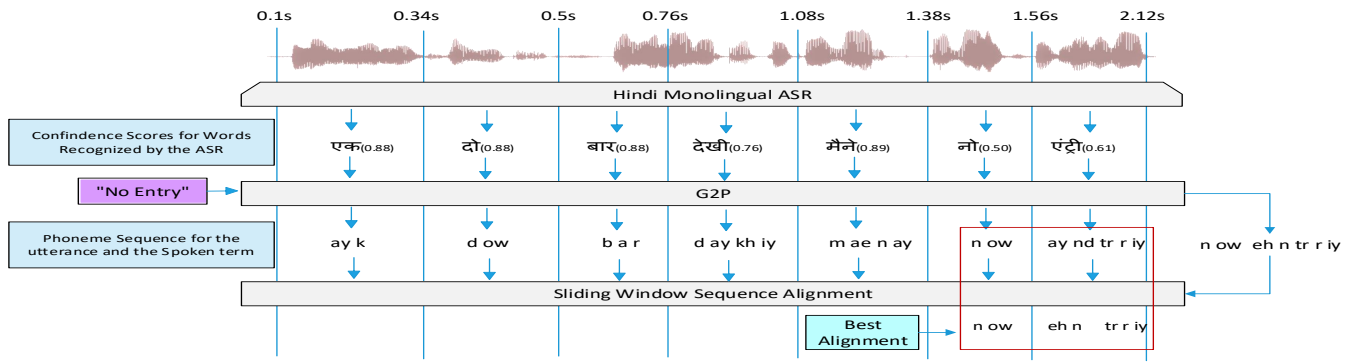 0.1s 0.34s 0.5s 0.76s 1.08s 1.38s 1.56s 2.12s
Hindi Monolingual ASR
Confindence Scores for Words
Recognized by the ASR
एक(0.88) दो(0.88) बार(0.88) देखी(0.76) मैने(0.89) नो(0.50) एंट्री(0.61)
"No Entry"
G2P
Phoneme Sequence for the
utterance and the Spoken term
ay k d ow b a r d ay kh iy m ae n ay n ow ay nd tr r iy n ow eh n tr r iy
Sliding Window Sequence Alignment
Best
Alignment
n ow eh n tr r iy